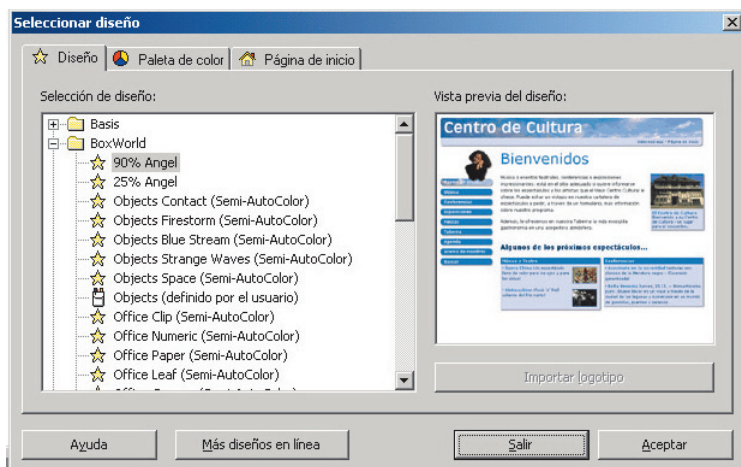 Seleccionar diseño
Diseño
Paleta de color
Página de inicio
Selección de diseño:
Basis
BoxWorld
90% Angel
25% Angel
Objects Contact (Semi-AutoColor)
Objects Firestorm (Semi-AutoColor)
Objects Blue Stream (Semi-AutoColor)
Objects Strange Waves (Semi-AutoColor)
Objects Space (Semi-AutoColor)
Objects (definido por el usuario)
Office Clip (Semi-AutoColor)
Office Numeric (Semi-AutoColor)
Office Paper (Semi-AutoColor)
Office Leaf (Semi-AutoColor)
Vista previa del diseño:
Centro de Cultura
Bienvenidos
Algunos de los próximos espectáculos...
Importar logotipo
Ayuda
Más diseños en línea
Salir
Aceptar